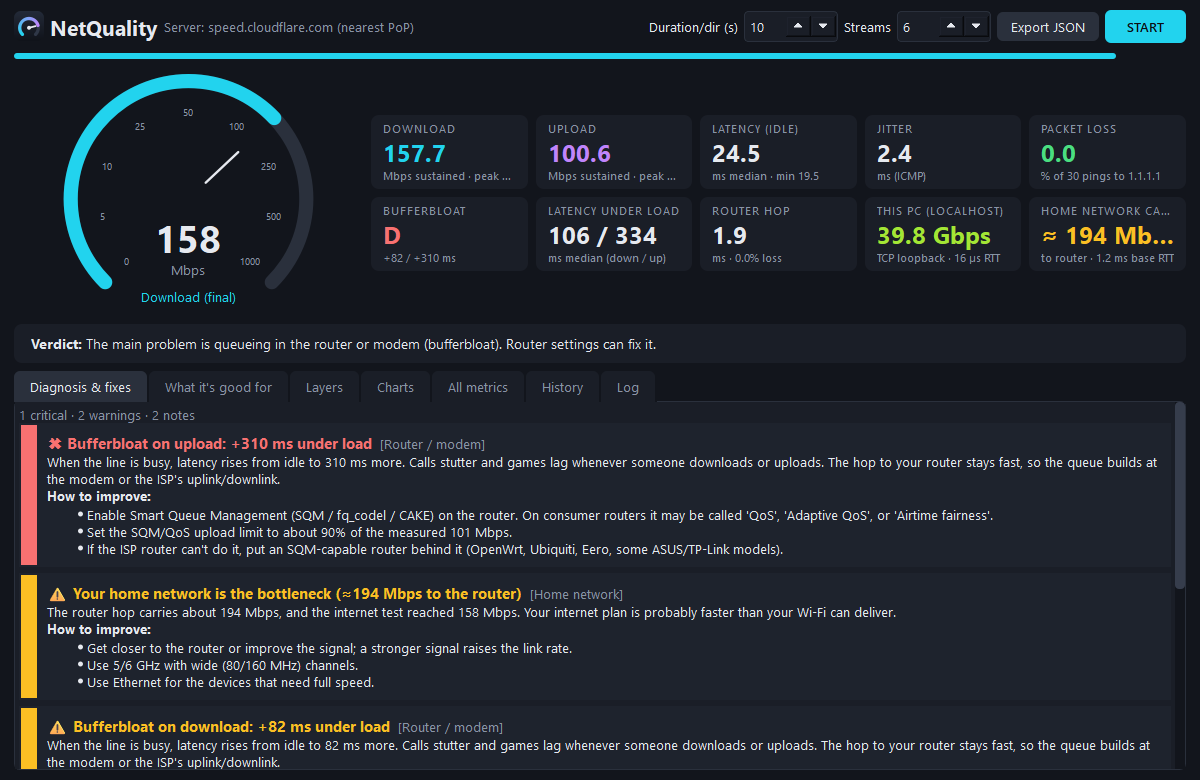 NetQuality Server: speed.cloudflare.com (nearest PoP) Duration/dir (s) 10 Streams 6 Export JSON START
50
25 100
10 250
5 500
0 1000
158
Mbps
Download (final)
DOWNLOAD
157.7
Mbps sustained · peak ...
UPLOAD
100.6
Mbps sustained · peak ...
LATENCY (IDLE)
24.5
ms median · min 19.5
JITTER
2.4
ms (ICMP)
PACKET LOSS
0.0
% of 30 pings to 1.1.1.1
BUFFERBLOAT
D
+82 / +310 ms
LATENCY UNDER LOAD
106 / 334
ms median (down / up)
ROUTER HOP
1.9
ms · 0.0% loss
THIS PC (LOCALHOST)
39.8 Gbps
TCP loopback · 16 µs RTT
HOME NETWORK CA...
≈ 194 Mb...
to router · 1.2 ms base RTT
Verdict: The main problem is queueing in the router or modem (bufferbloat). Router settings can fix it.
Diagnosis & fixes What it's good for Layers Charts All metrics History Log
1 critical · 2 warnings · 2 notes
✖ Bufferbloat on upload: +310 ms under load [Router / modem]
When the line is busy, latency rises from idle to 310 ms more. Calls stutter and games lag whenever someone downloads or uploads. The hop to your router stays fast, so the queue builds at
the modem or the ISP's uplink/downlink.
How to improve:
• Enable Smart Queue Management (SQM / fq_codel / CAKE) on the router. On consumer routers it may be called 'QoS', 'Adaptive QoS', or 'Airtime fairness'.
• Set the SQM/QoS upload limit to about 90% of the measured 101 Mbps.
• If the ISP router can't do it, put an SQM-capable router behind it (OpenWrt, Ubiquiti, Eero, some ASUS/TP-Link models).
⚠ Your home network is the bottleneck (≈194 Mbps to the router) [Home network]
The router hop carries about 194 Mbps, and the internet test reached 158 Mbps. Your internet plan is probably faster than your Wi-Fi can deliver.
How to improve:
• Get closer to the router or improve the signal; a stronger signal raises the link rate.
• Use 5/6 GHz with wide (80/160 MHz) channels.
• Use Ethernet for the devices that need full speed.
⚠ Bufferbloat on download: +82 ms under load [Router / modem]
When the line is busy, latency rises from idle to 82 ms more. Calls stutter and games lag whenever someone downloads or uploads. The hop to your router stays fast, so the queue builds at
the modem or the ISP's uplink/downlink.